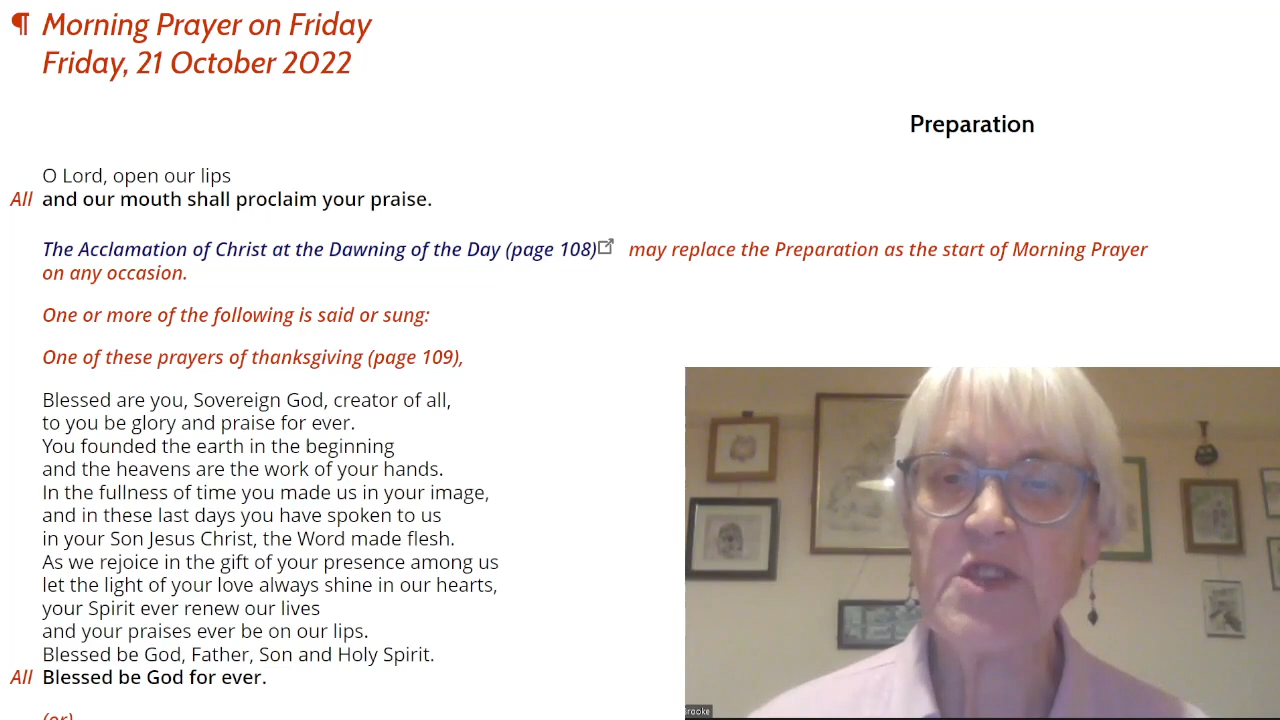 ¶ Morning Prayer on Friday
Friday, 21 October 2022
Preparation
O Lord, open our lips
All and our mouth shall proclaim your praise.
The Acclamation of Christ at the Dawning of the Day (page 108) may replace the Preparation as the start of Morning Prayer
on any occasion.
One or more of the following is said or sung:
One of these prayers of thanksgiving (page 109),
Blessed are you, Sovereign God, creator of all,
to you be glory and praise for ever.
You founded the earth in the beginning
and the heavens are the work of your hands.
In the fullness of time you made us in your image,
and in these last days you have spoken to us
in your Son Jesus Christ, the Word made flesh.
As we rejoice in the gift of your presence among us
let the light of your love always shine in our hearts,
your Spirit ever renew our lives
and your praises ever be on our lips.
Blessed be God, Father, Son and Holy Spirit.
All Blessed be God for ever.
(or)